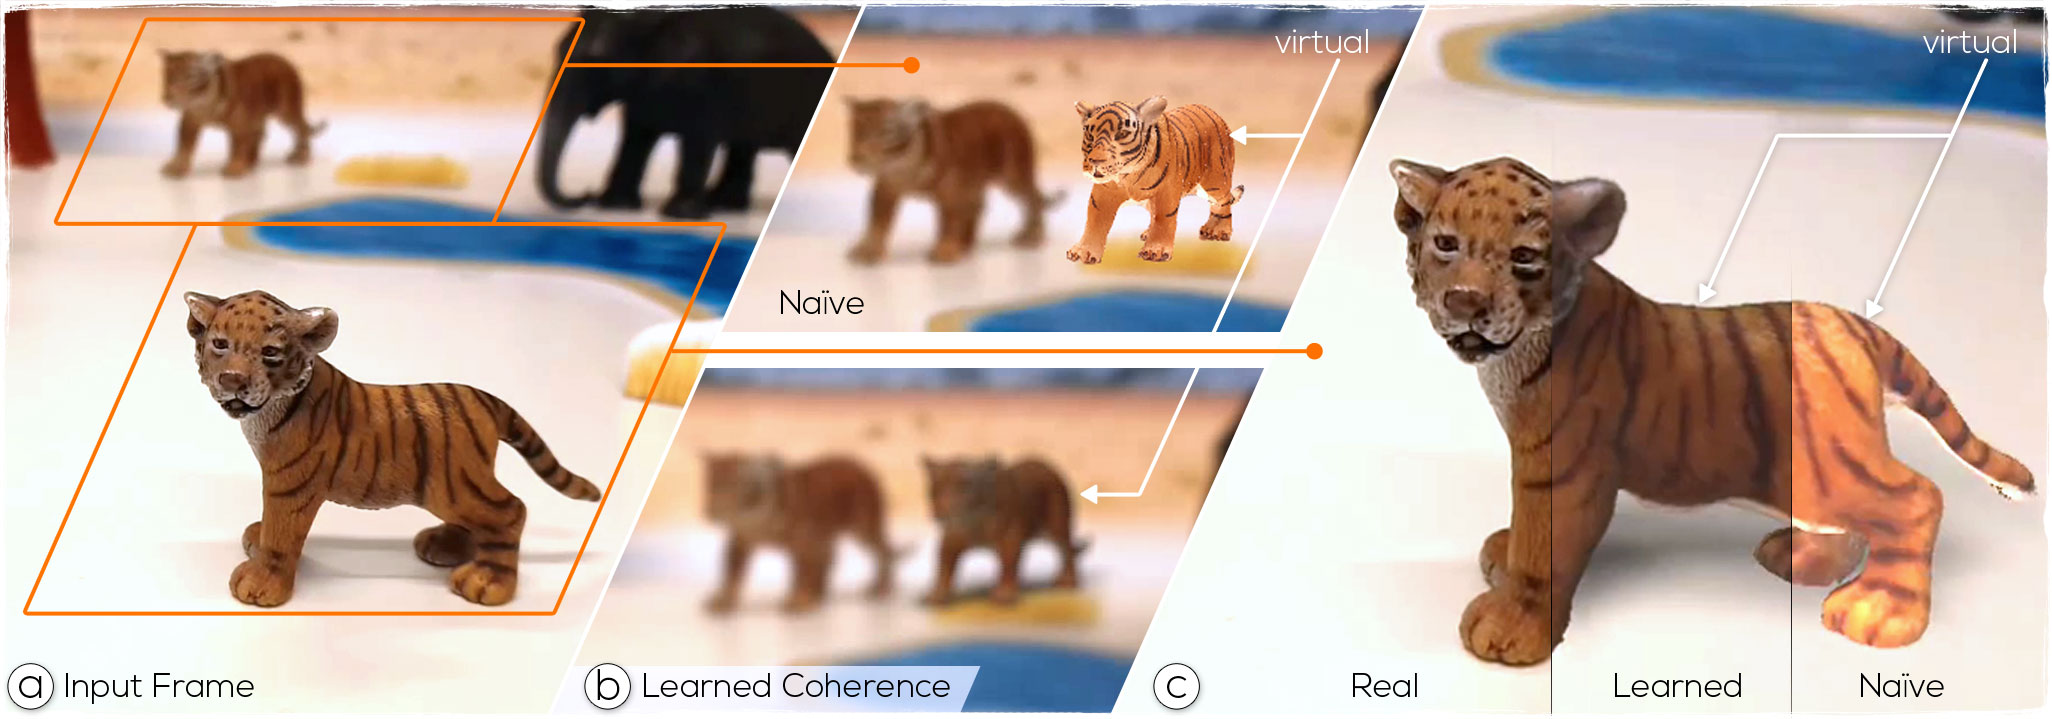 virtual
virtual
Naïve
a Input Frame
b Learned Coherence
c
Real
Learned
Naïve